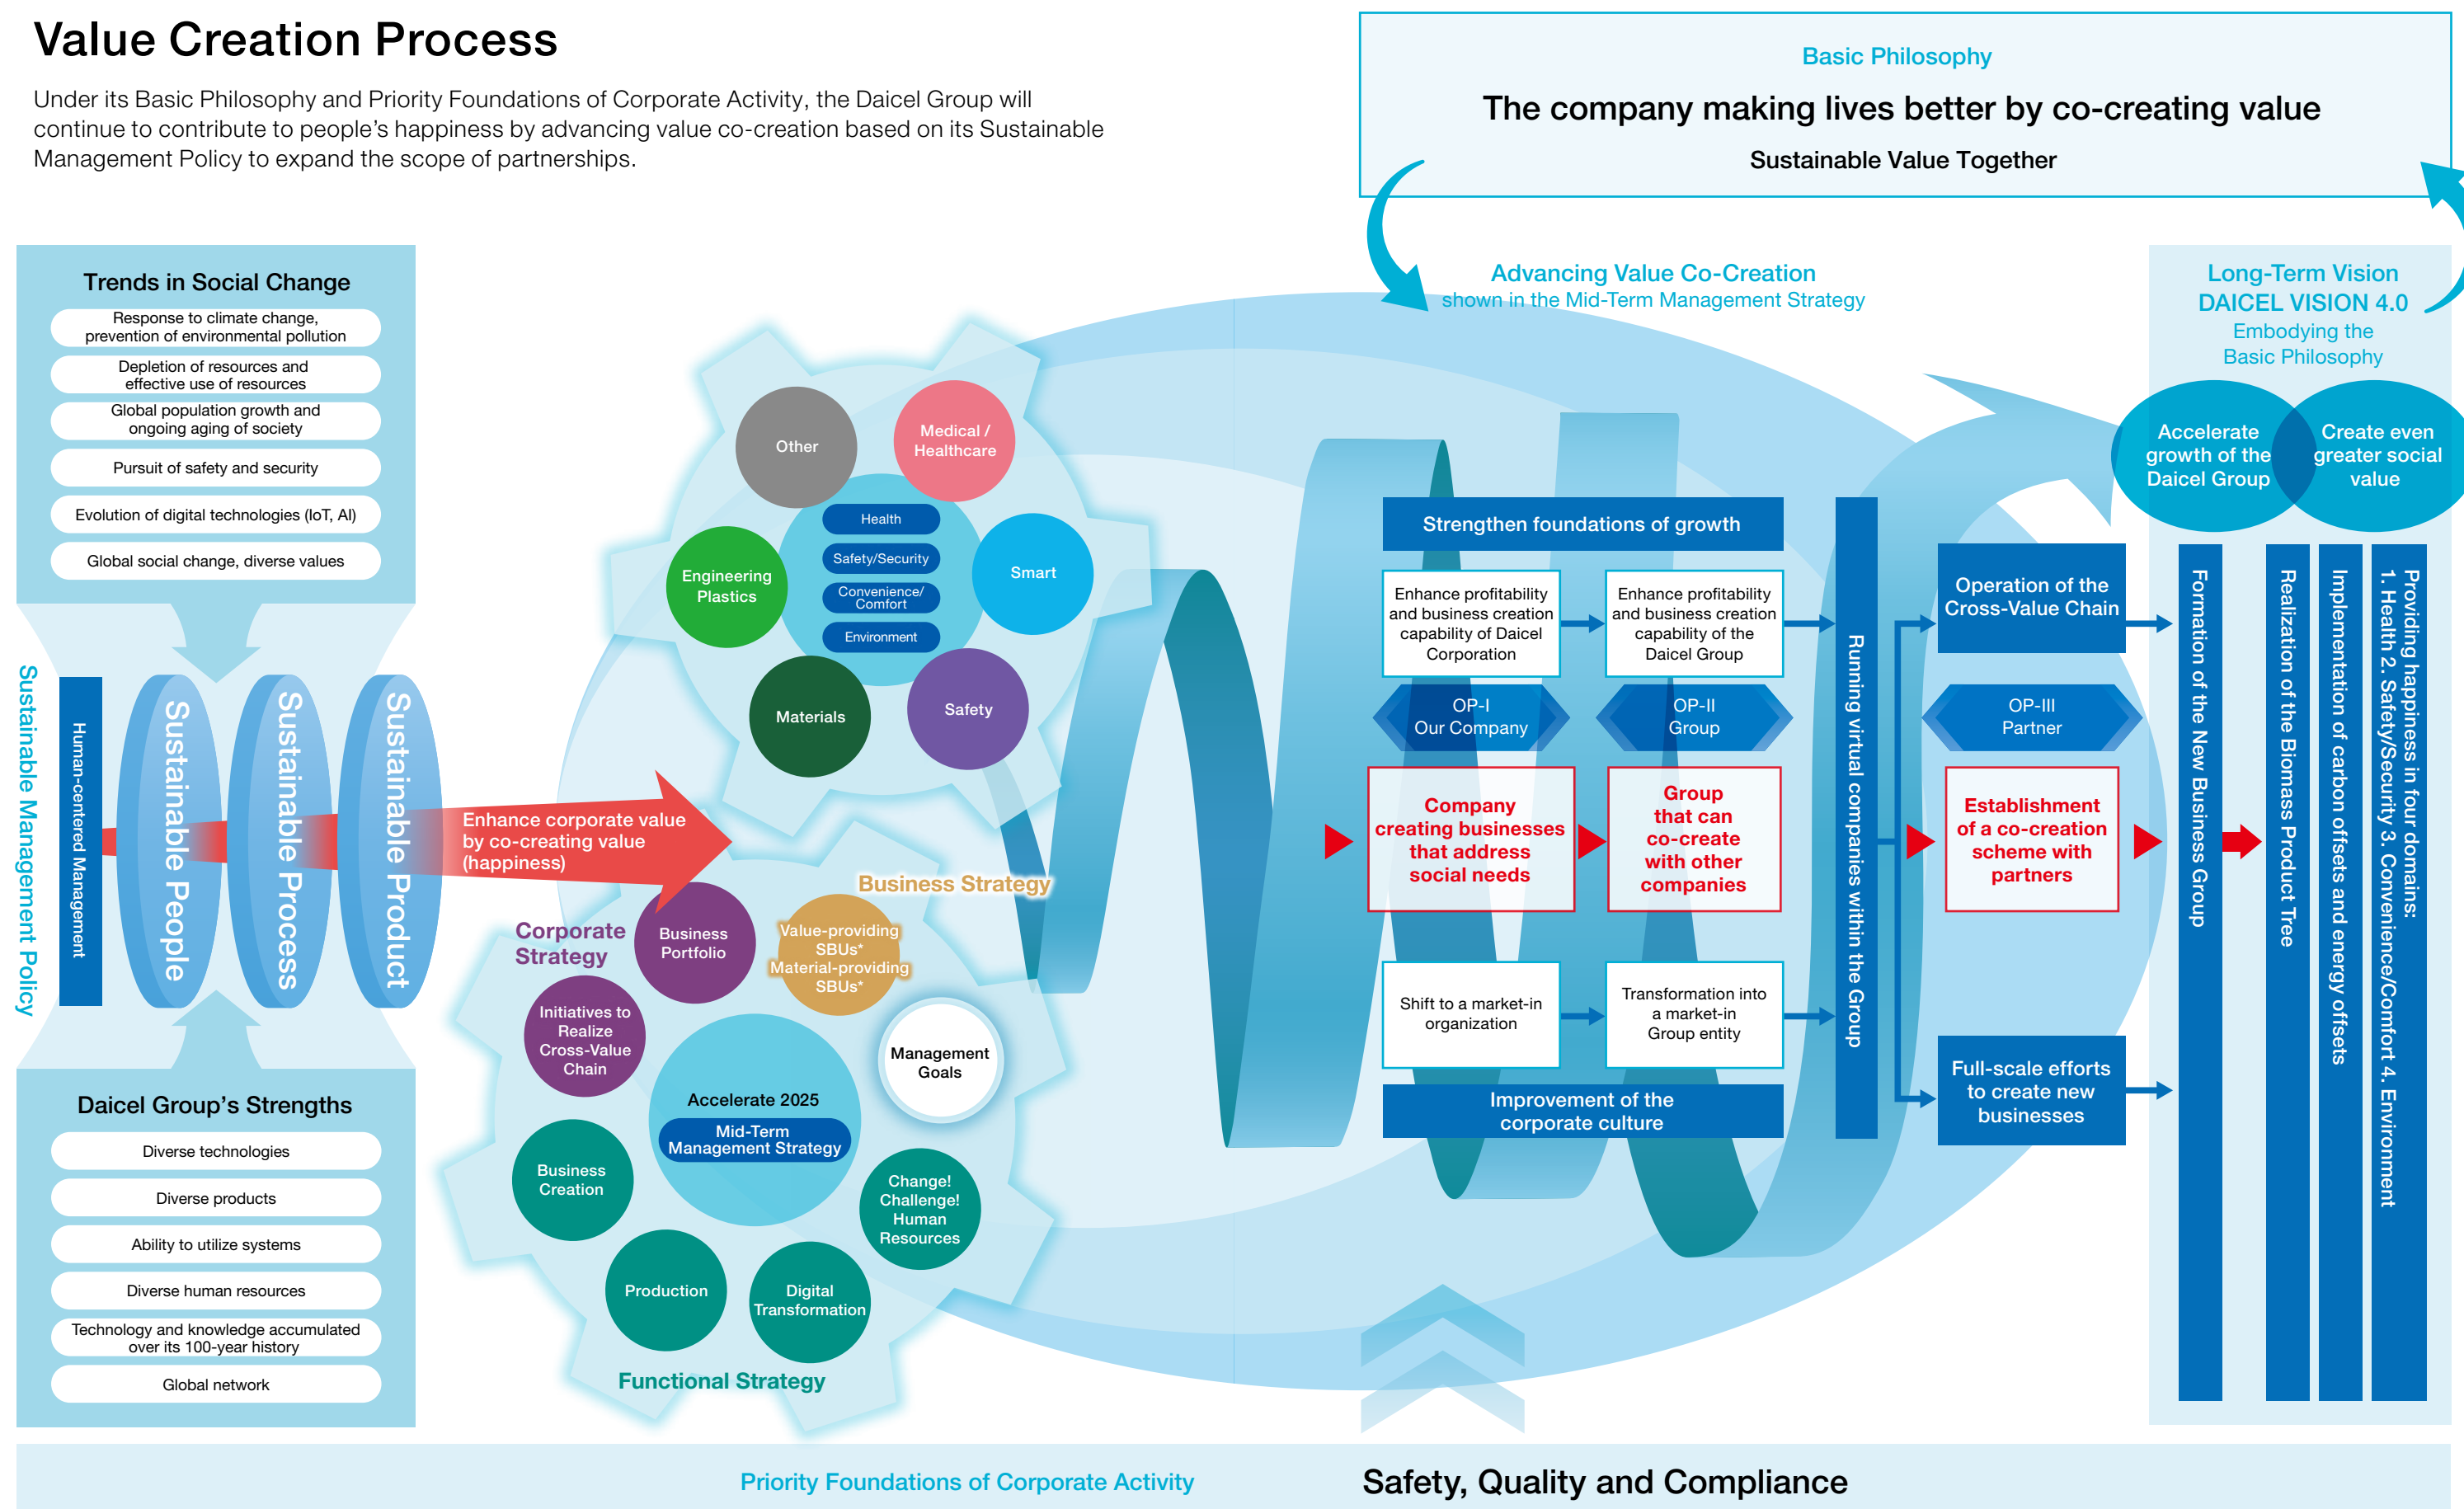 Value Creation Process
Under its Basic Philosophy and Priority Foundations of Corporate Activity, the Daicel Group will
continue to contribute to people’s happiness by advancing value co-creation based on its Sustainable
Management Policy to expand the scope of partnerships.
Basic Philosophy
The company making lives better by co-creating value
Sustainable Value Together
Trends in Social Change
Response to climate change,
prevention of environmental pollution
Depletion of resources and
effective use of resources
Global population growth and
ongoing aging of society
Pursuit of safety and security
Evolution of digital technologies (IoT, AI)
Global social change, diverse values
Sustainable Management Policy
Human-centered Management
Sustainable People
Sustainable Process
Sustainable Product
Enhance corporate value
by co-creating value
(happiness)
Daicel Group’s Strengths
Diverse technologies
Diverse products
Ability to utilize systems
Diverse human resources
Technology and knowledge accumulated
over its 100-year history
Global network
Other
Medical /
Healthcare
Engineering
Plastics
Smart
Materials
Safety
Health
Safety/Security
Convenience/
Comfort
Environment
Business Strategy
Corporate
Strategy
Business
Portfolio
Value-providing
SBUs*
Material-providing
SBUs*
Initiatives to
Realize
Cross-Value
Chain
Management
Goals
Accelerate 2025
Mid-Term
Management Strategy
Business
Creation
Change!
Challenge!
Human
Resources
Production
Digital
Transformation
Functional Strategy
Advancing Value Co-Creation
shown in the Mid-Term Management Strategy
Strengthen foundations of growth
Enhance profitability
and business creation
capability of Daicel
Corporation
Enhance profitability
and business creation
capability of the
Daicel Group
OP-I
Our Company
OP-II
Group
Company
creating businesses
that address
social needs
Group
that can
co-create
with other
companies
Shift to a market-in
organization
Transformation into
a market-in
Group entity
Improvement of the
corporate culture
Running virtual companies within the Group
Operation of the
Cross-Value Chain
OP-III
Partner
Establishment
of a co-creation
scheme with
partners
Full-scale efforts
to create new
businesses
Long-Term Vision
DAICEL VISION 4.0
Embodying the
Basic Philosophy
Accelerate
growth of the
Daicel Group
Create even
greater social
value
Formation of the New Business Group
Realization of the Biomass Product Tree
Implementation of carbon offsets and energy offsets
Providing happiness in four domains:
1. Health 2. Safety/Security 3. Convenience/Comfort 4. Environment
Priority Foundations of Corporate Activity
Safety, Quality and Compliance